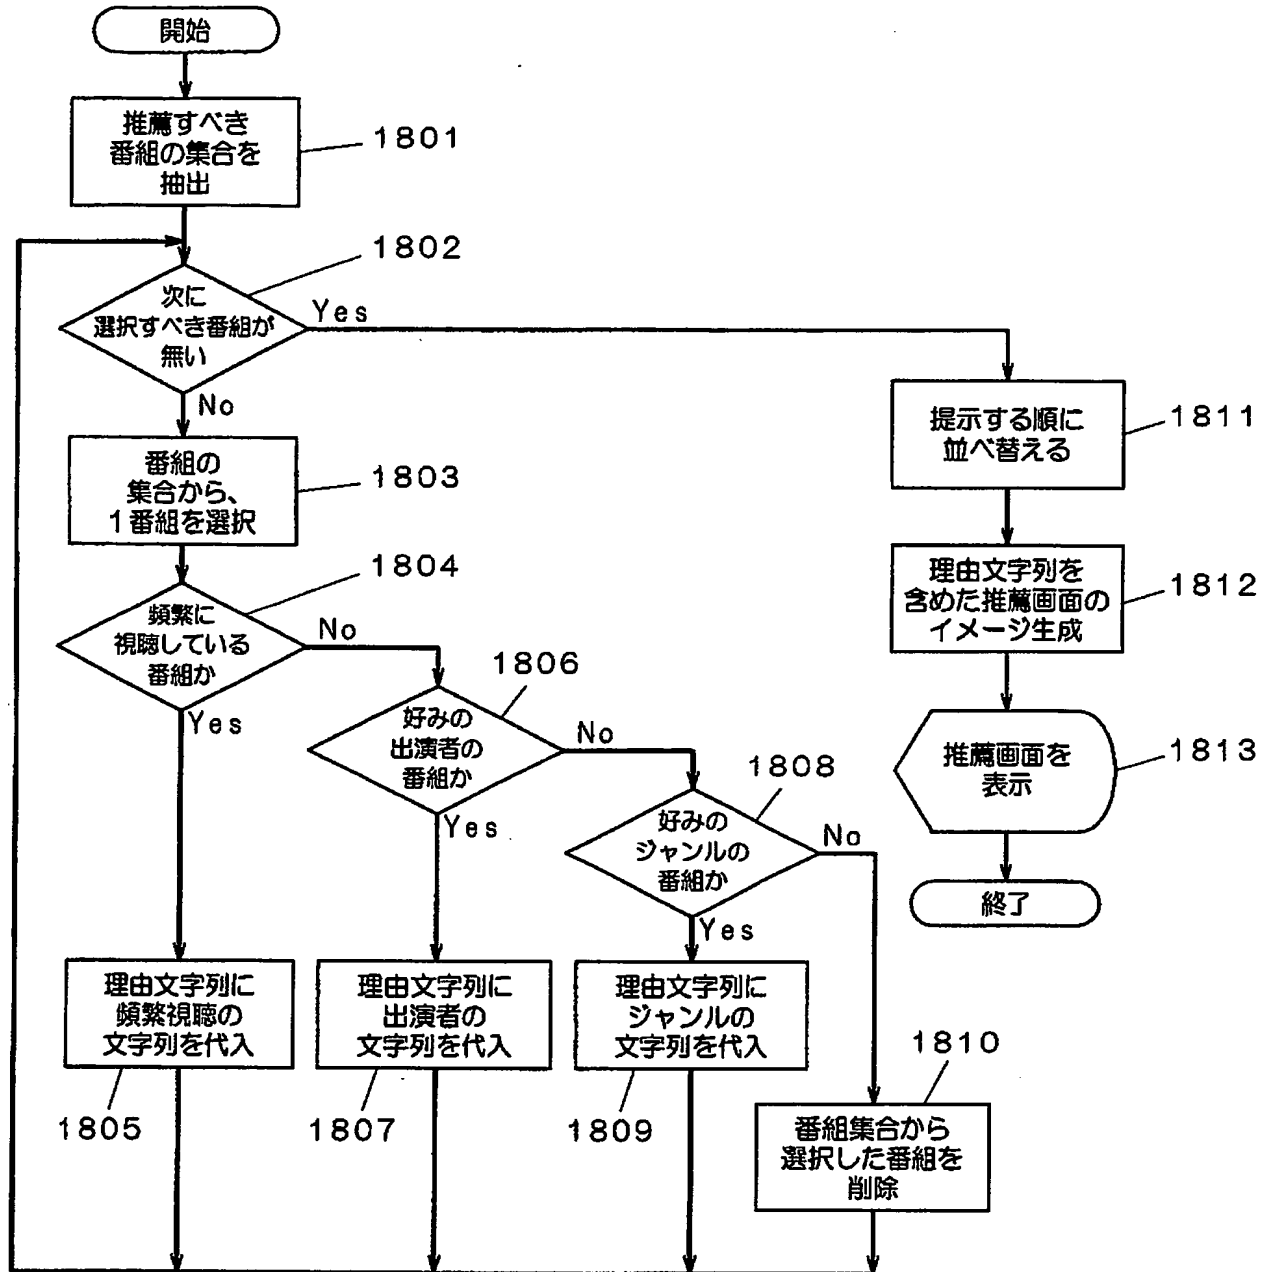 開始
推薦すべき
番組の集合を
抽出
1801
1802
次に
選択すべき番組が
無い
Yes
No
番組の
集合から、
１番組を選択
1803
1804
頻繁に
視聴している
番組か
No
Yes
1806
好みの
出演者の
番組か
No
Yes
1808
好みの
ジャンルの
番組か
No
Yes
理由文字列に
頻繁視聴の
文字列を代入
1805
理由文字列に
出演者の
文字列を代入
1807
理由文字列に
ジャンルの
文字列を代入
1809
1810
番組集合から
選択した番組を
削除
提示する順に
並べ替える
1811
理由文字列を
含めた推薦画面の
イメージ生成
1812
推薦画面を
表示
1813
終了